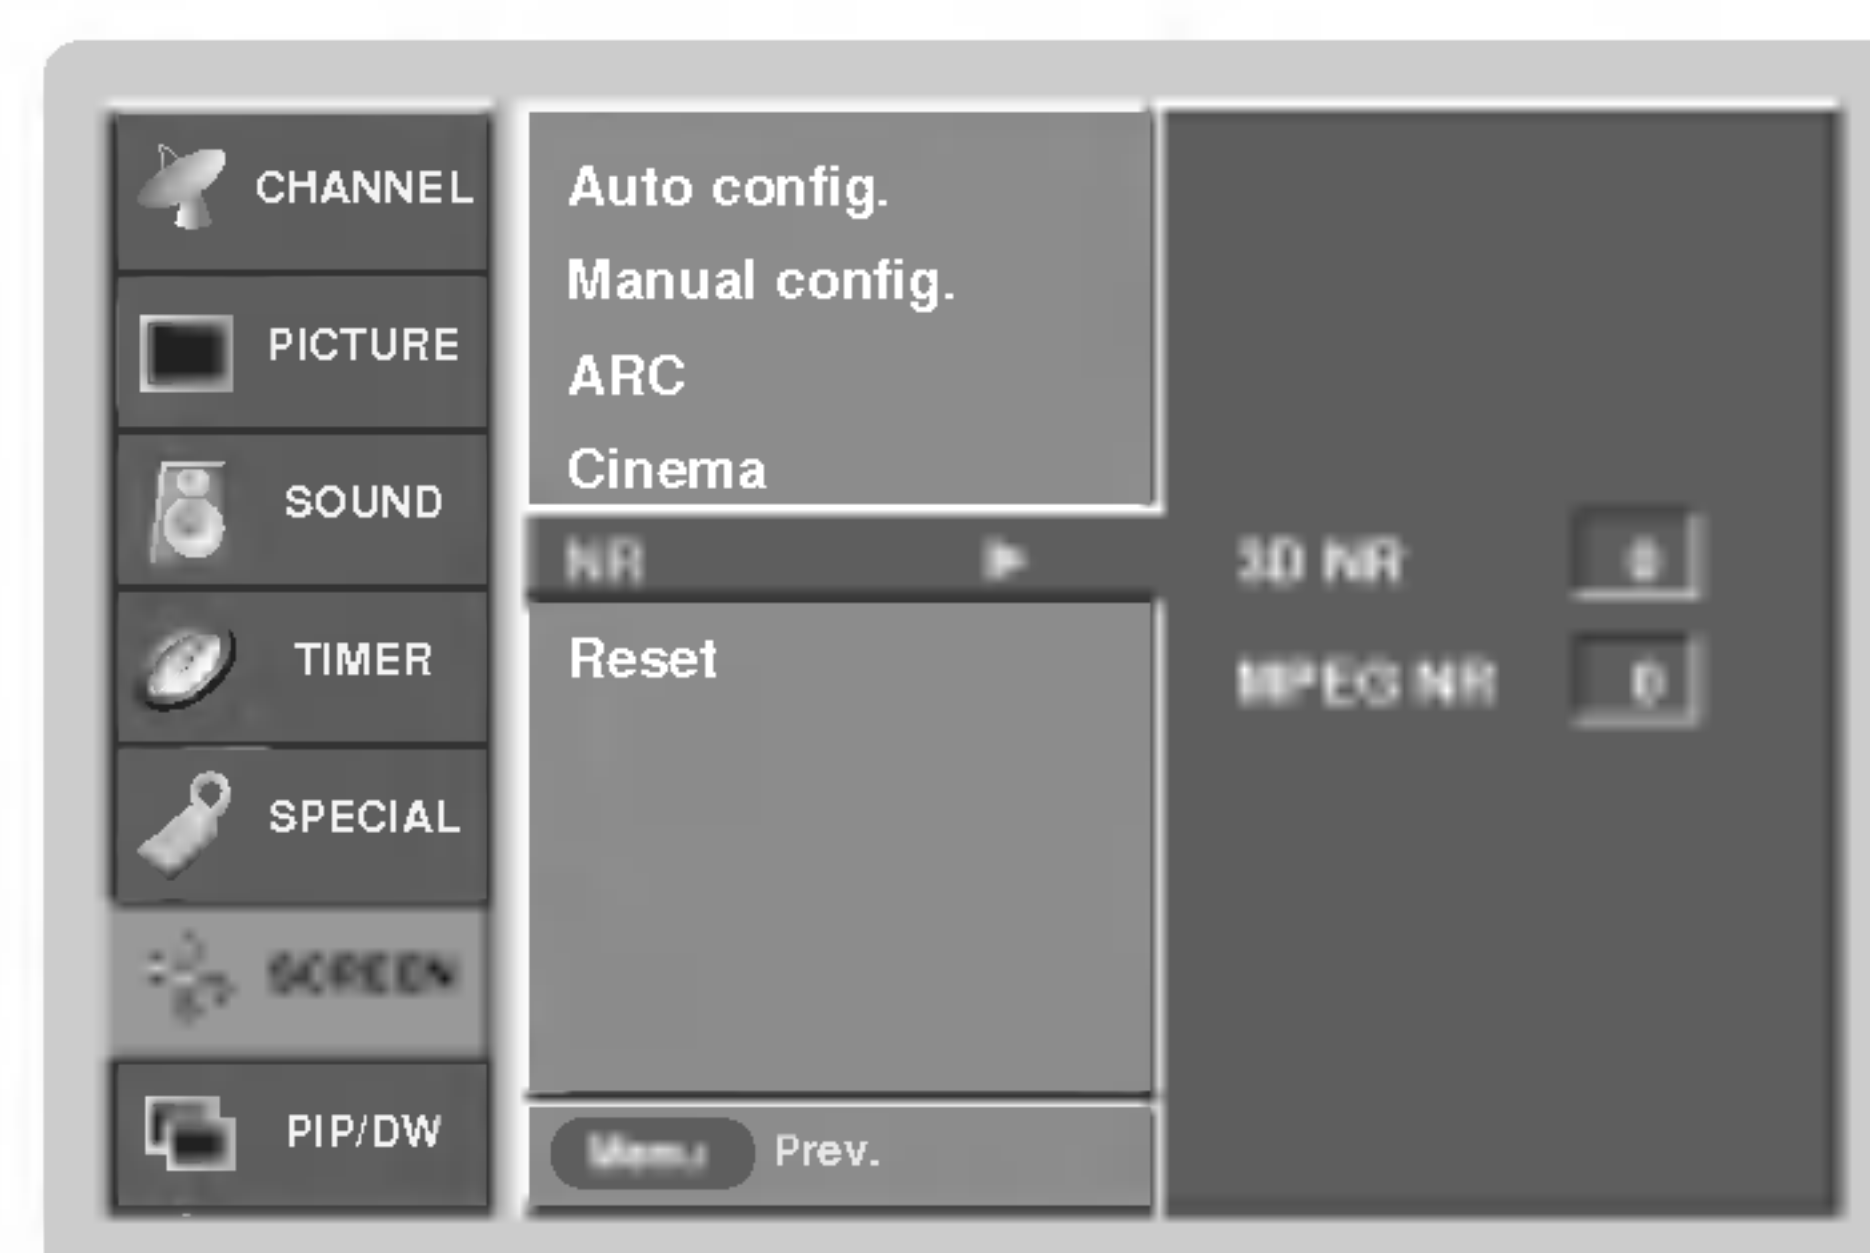 CHANNEL
PICTURE
SOUND
TIMER
SPECIAL
SCREEN
PIP/DW
Auto config.
Manual config.
ARC
Cinema
NR ▶
Reset
Menu Prev.
3D NR 0
MPEG NR 0